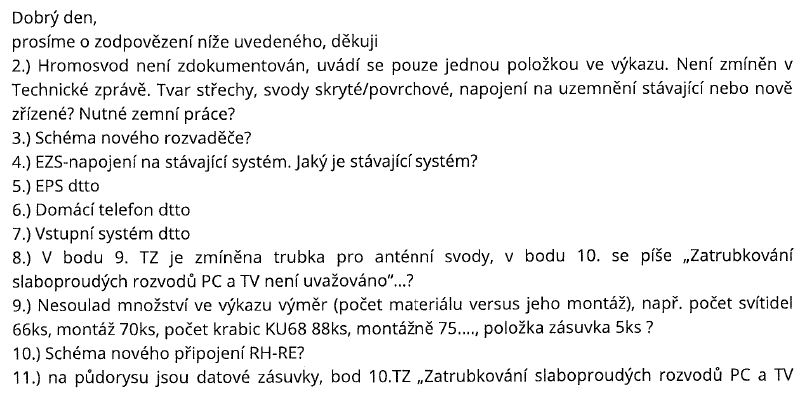 Dobrý den,
prosíme o zodpovězení níže uvedeného, děkuji
2.) Hromosvod není zdokumentován, uvádí se pouze jednou položkou ve výkazu. Není zmíněn v
Technické zprávě. Tvar střechy, svody skryté/povrchové, napojení na uzemnění stávající nebo nově
zřízené? Nutné zemní práce?
3.) Schéma nového rozvaděče?
4.) EZS-napojení na stávající systém. Jaký je stávající systém?
5.) EPS dtto
6.) Domácí telefon dtto
7.) Vstupní systém dtto
8.) V bodu 9. TZ je zmíněna trubka pro anténní svody, v bodu 10. se píše „Zatrubkování
slaboproudých rozvodů PC a TV není uvažováno“...?
9.) Nesoulad množství ve výkazu výměr (počet materiálu versus jeho montáž), např. počet svítidel
66ks, montáž 70ks, počet krabic KU68 88ks, montážně 75...., položka zásuvka 5ks ?
10.) Schéma nového připojení RH-RE?
11.) na půdorysu jsou datové zásuvky, bod 10.TZ „Zatrubkování slaboproudých rozvodů PC a TV